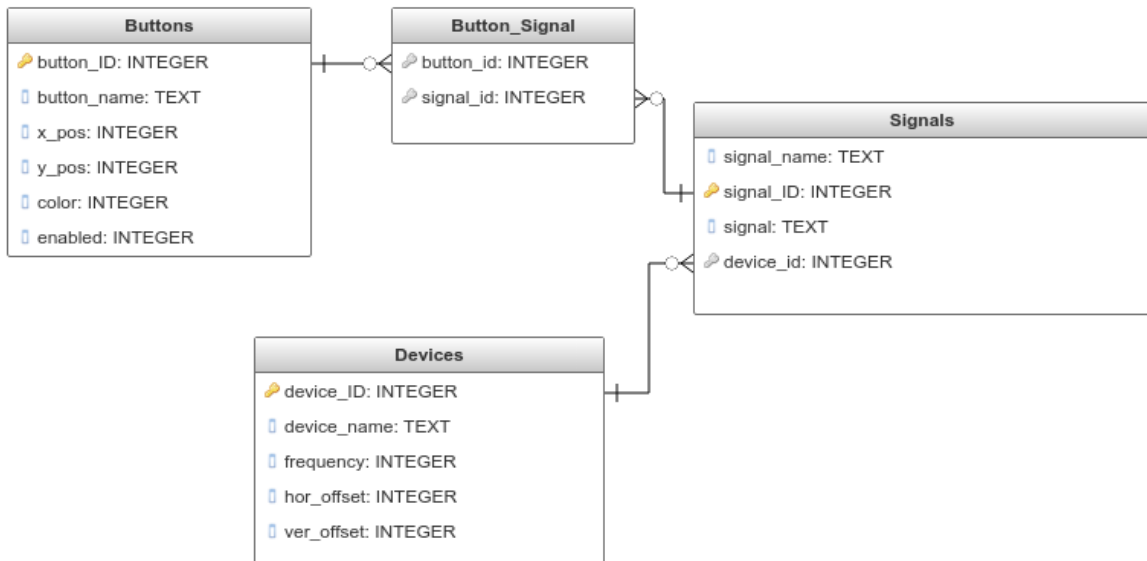 Buttons
button_ID: INTEGER
button_name: TEXT
x_pos: INTEGER
y_pos: INTEGER
color: INTEGER
enabled: INTEGER
Button_Signal
button_id: INTEGER
signal_id: INTEGER
Signals
signal_name: TEXT
signal_ID: INTEGER
signal: TEXT
device_id: INTEGER
Devices
device_ID: INTEGER
device_name: TEXT
frequency: INTEGER
hor_offset: INTEGER
ver_offset: INTEGER